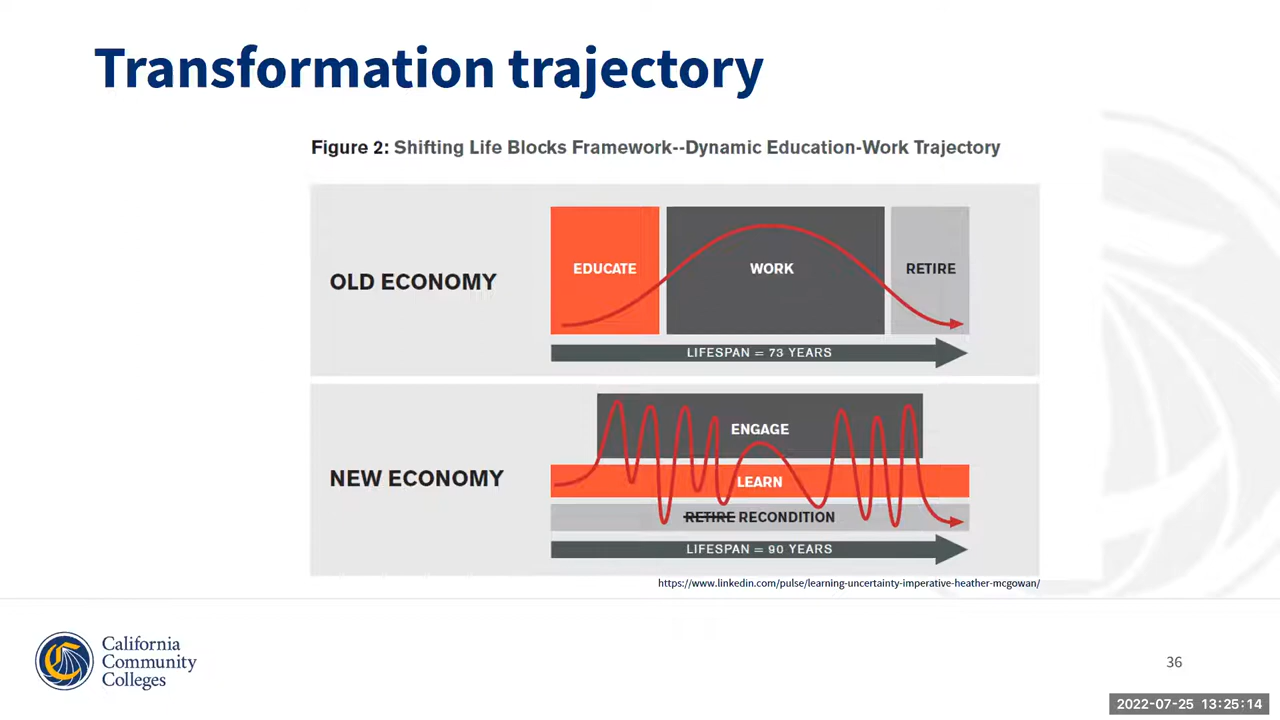 Transformation trajectory
Figure 2: Shifting Life Blocks Framework--Dynamic Education-Work Trajectory
OLD ECONOMY
EDUCATE
WORK
RETIRE
LIFESPAN = 73 YEARS
NEW ECONOMY
ENGAGE
LEARN
RETIRE RECONDITION
LIFESPAN = 90 YEARS
https://www.linkedin.com/pulse/learning-uncertainty-imperative-heather-mcgowan/
California
Community
Colleges
36
2022-07-25 13:25:14